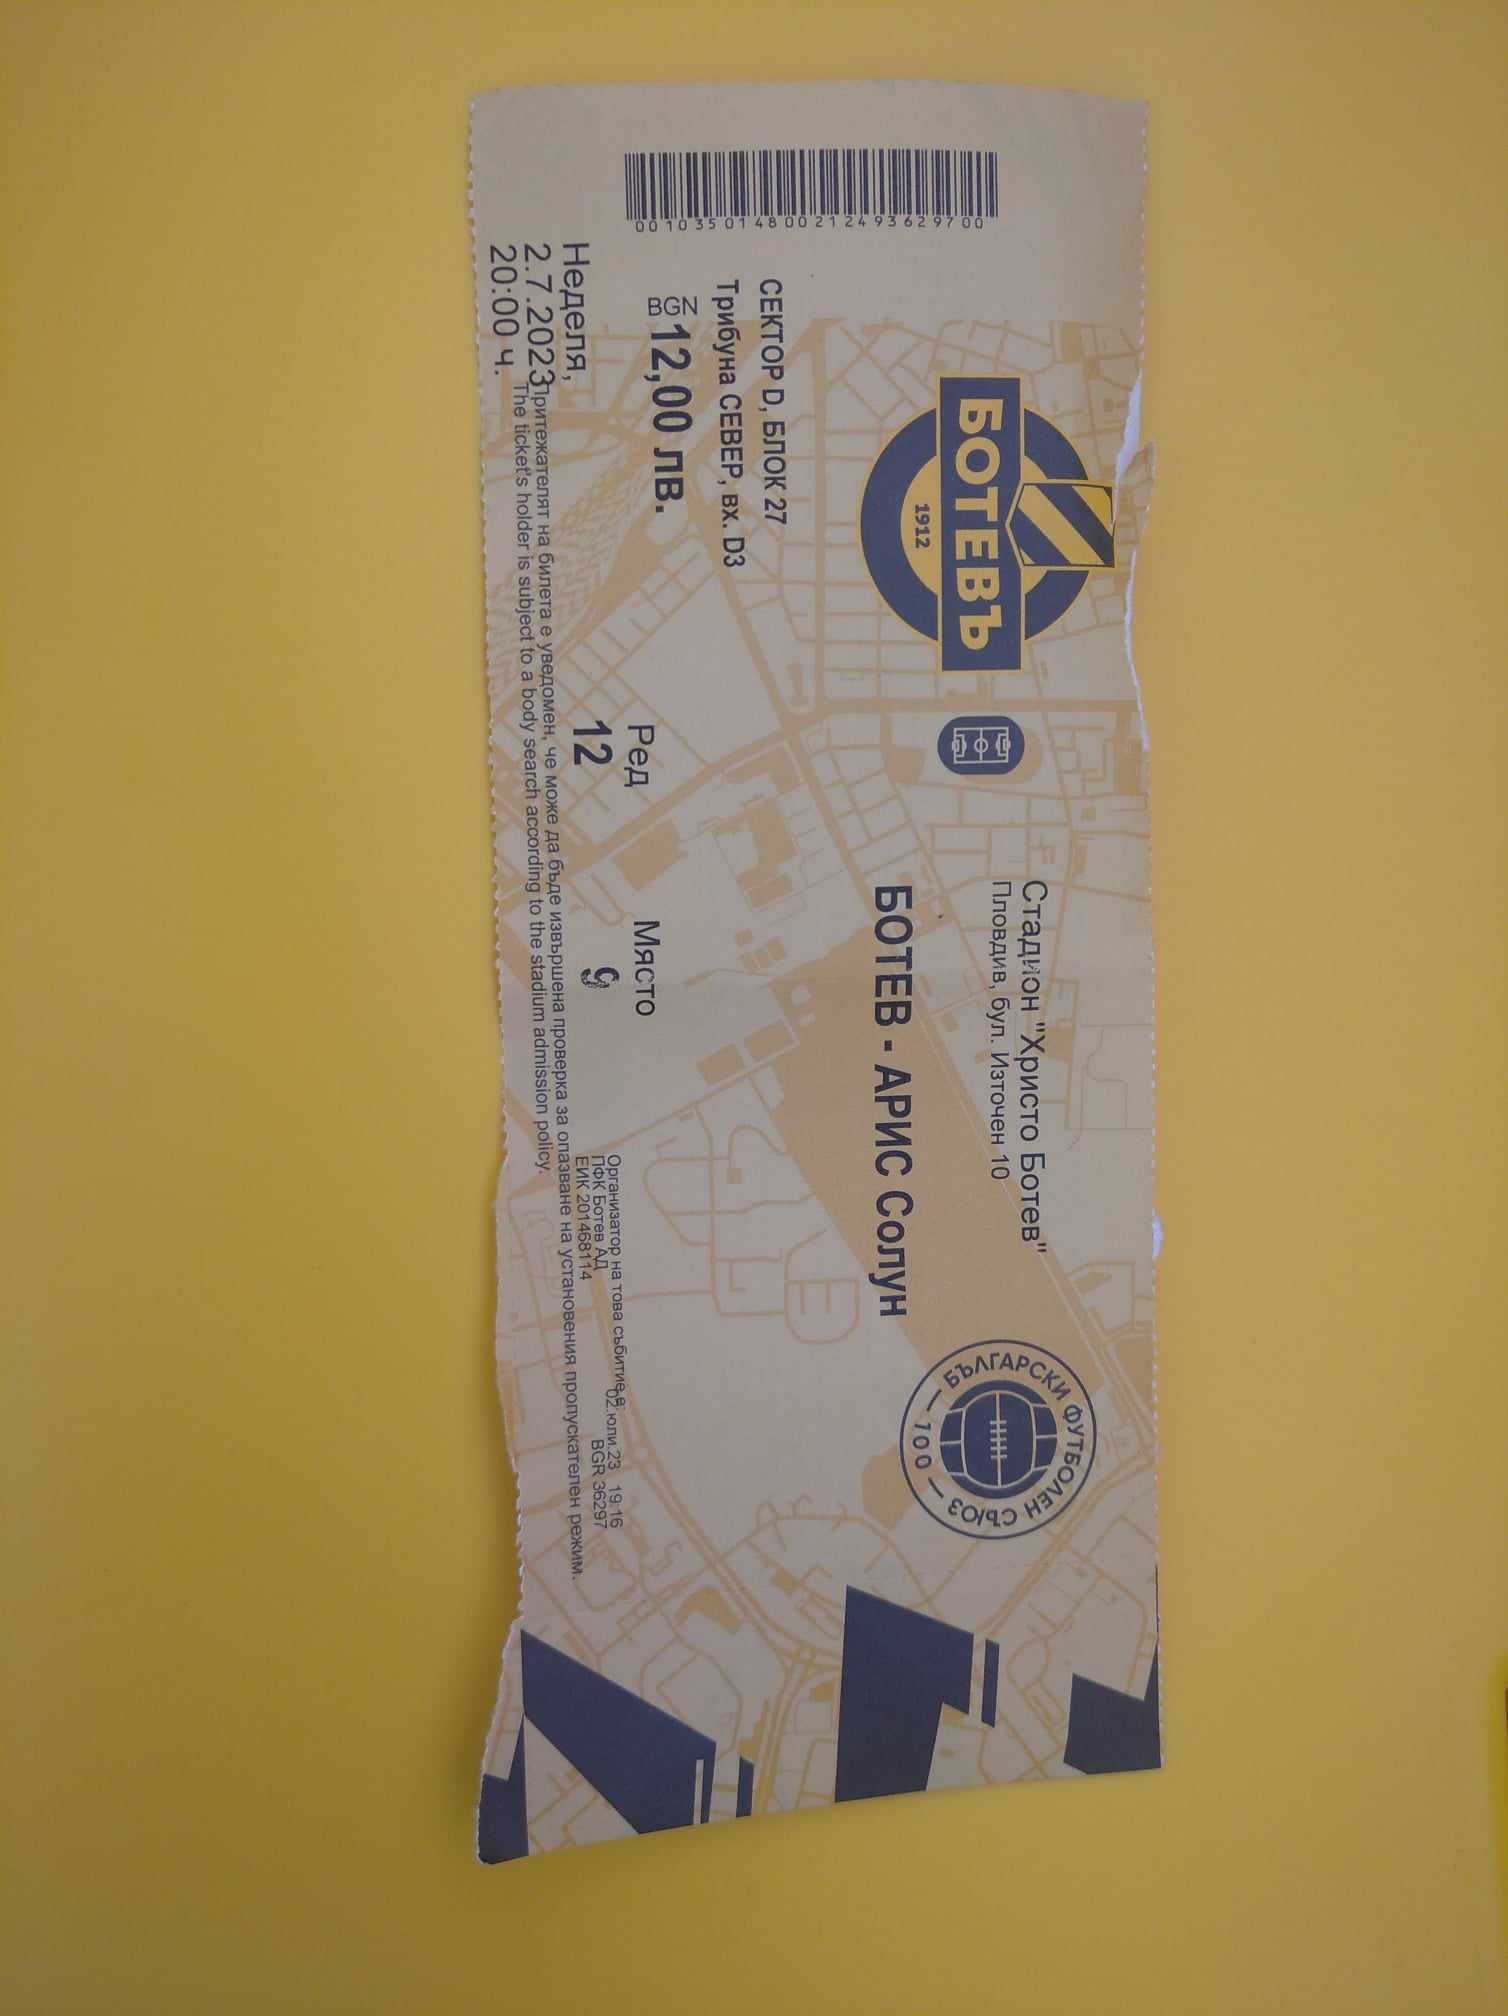 БОТЕВЪ
1912
Стадион "Христо Ботев"
Пловдив, бул. Източен 10
БЪЛГАРСКИ ФУТБОЛЕН СЪЮЗ
100
БОТЕВ - АРИС Солун
001035014800212493629700
СЕКТОР D, БЛОК 27
Трибуна СЕВЕР, вх. D3
BGN 12,00 лв.
Ред
12
Място
9
Организатор на това събитие е:
ПФК Ботев АД
ЕИК 201468114
02.юли.23 19:16
BGR 36297
Неделя,
2.7.2023
20:00 ч.
Притежателят на билета е уведомен, че може да бъде извършена проверка за опазване на установения пропускателен режим.
The ticket's holder is subject to a body search according to the stadium admission policy.